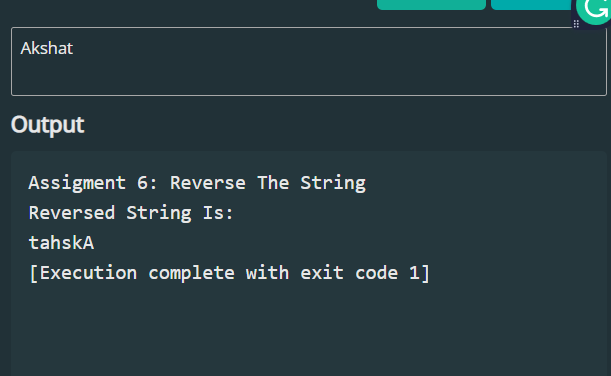 Akshat
Output
Assigment 6: Reverse The String
Reversed String Is:
tahskA
[Execution complete with exit code 1]